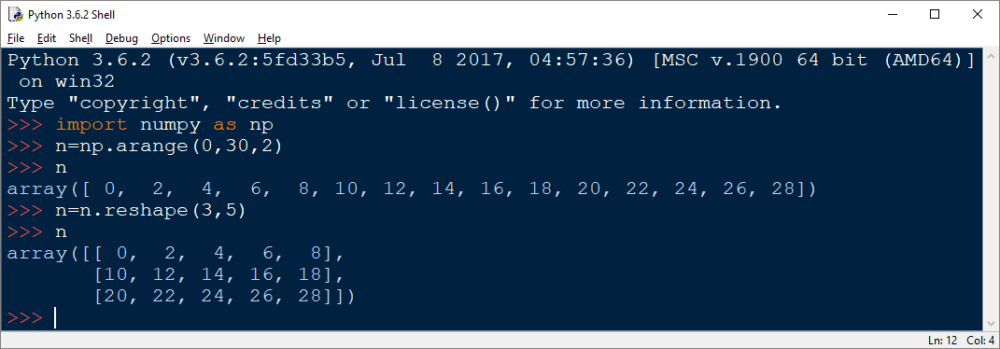 Python 3.6.2 Shell
File Edit Shell Debug Options Window Help
Python 3.6.2 (v3.6.2:5fd33b5, Jul  8 2017, 04:57:36) [MSC v.1900 64 bit (AMD64)]
 on win32
Type "copyright", "credits" or "license()" for more information.
>>> import numpy as np
>>> n=np.arange(0,30,2)
>>> n
array([ 0,  2,  4,  6,  8, 10, 12, 14, 16, 18, 20, 22, 24, 26, 28])
>>> n=n.reshape(3,5)
>>> n
array([[ 0,  2,  4,  6,  8],
       [10, 12, 14, 16, 18],
       [20, 22, 24, 26, 28]])
>>>
Ln: 12 Col: 4